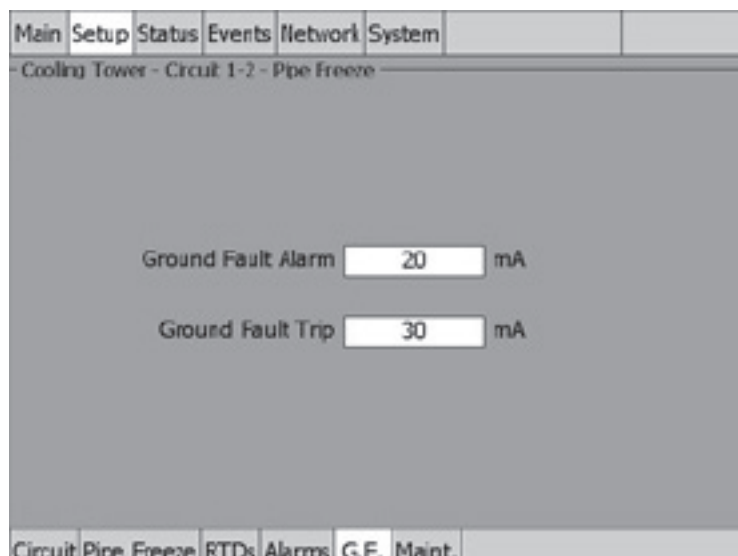 Main Setup Status Events Network System
Cooling Tower - Circuit 1-2 - Pipe Freeze
Ground Fault Alarm 20 mA
Ground Fault Trip 30 mA
Circuit Pipe Freeze RTDs Alarms G.F. Maint.